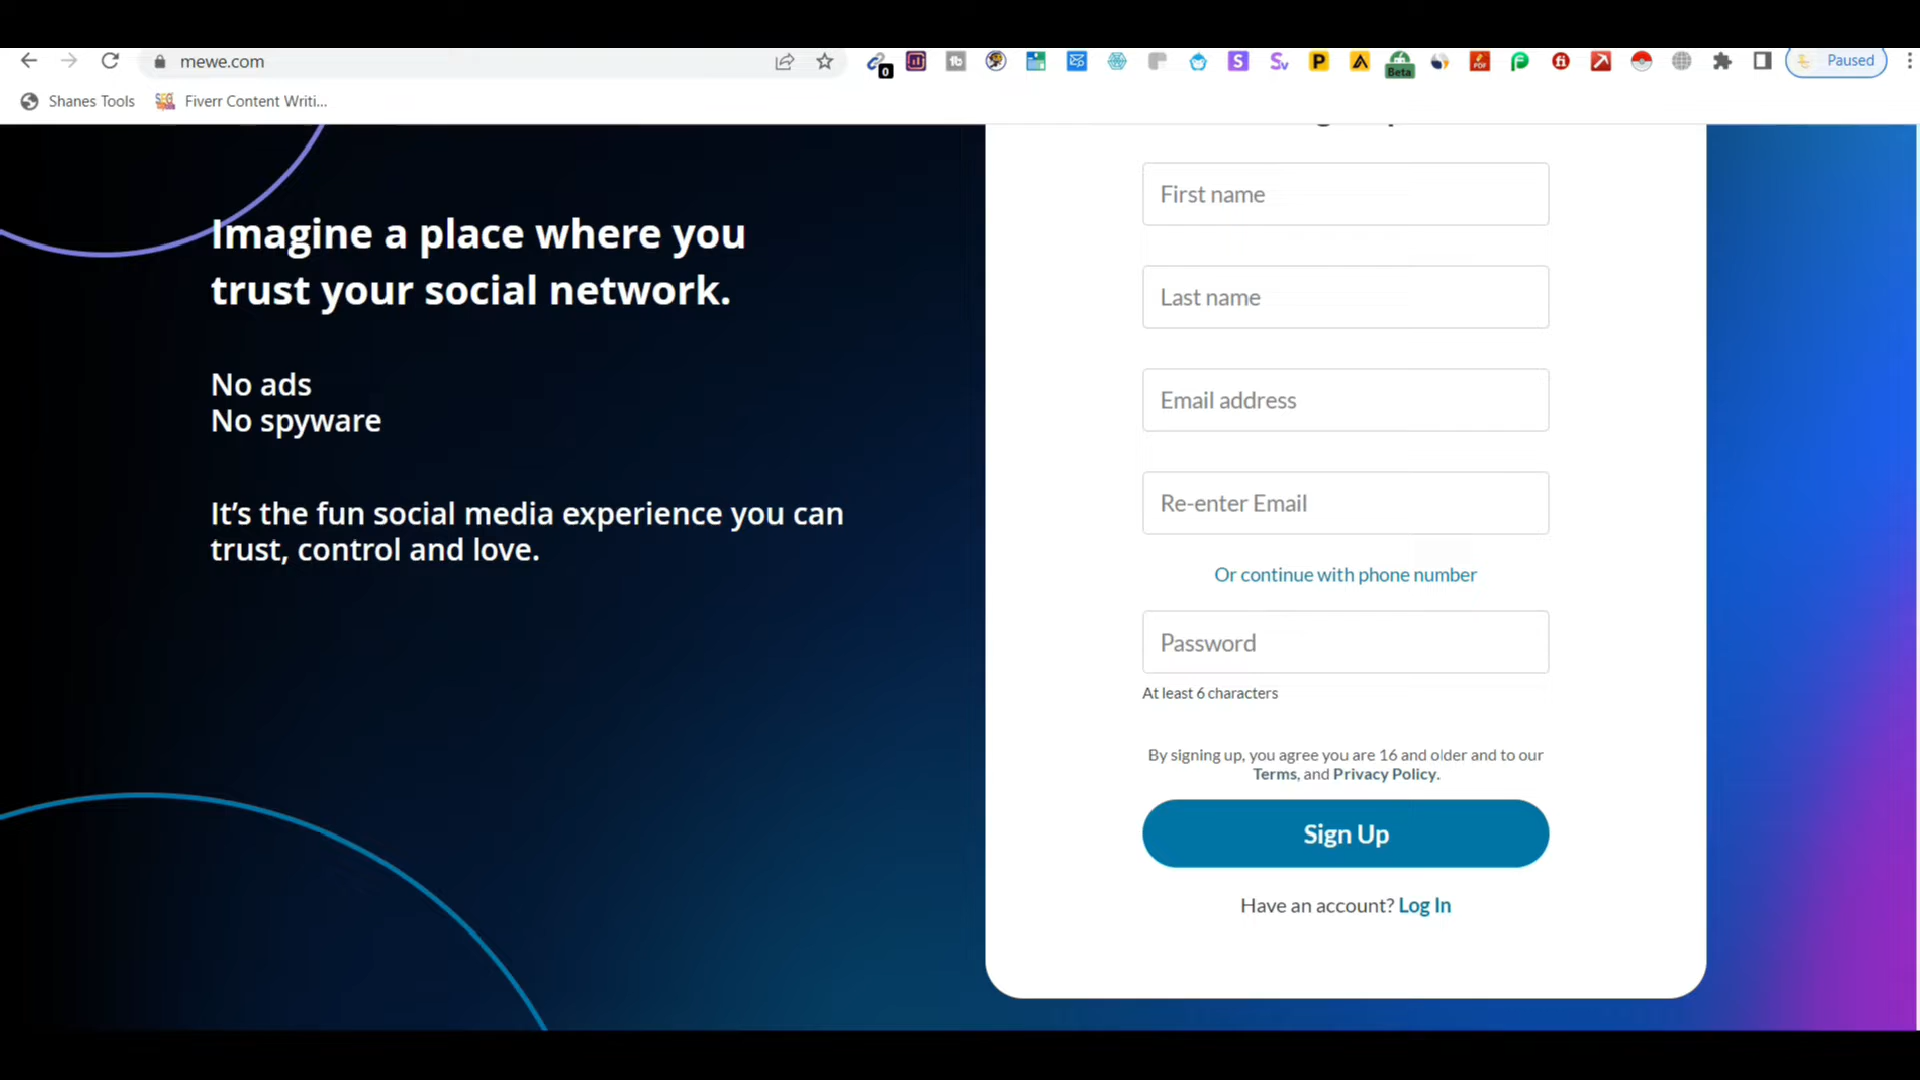 mewe.com
0
Beta
PDF
Paused
Shanes Tools
Fiverr Content Writi...
Imagine a place where you
trust your social network.
No ads
No spyware
It's the fun social media experience you can
trust, control and love.
First name
Last name
Email address
Re-enter Email
Or continue with phone number
Password
At least 6 characters
By signing up, you agree you are 16 and older and to our
Terms, and Privacy Policy.
Sign Up
Have an account? Log In